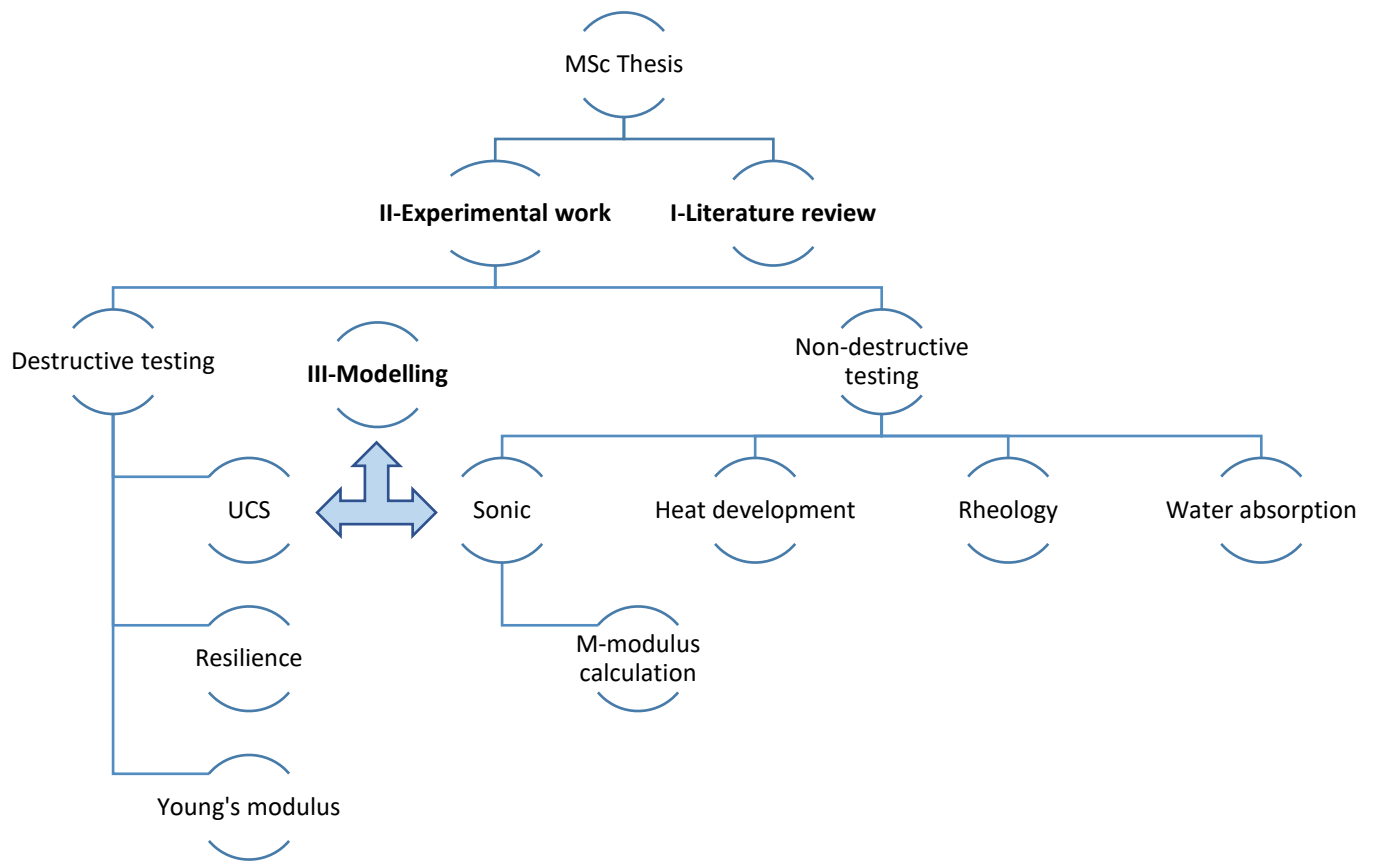 MSc Thesis
II-Experimental work
I-Literature review
Destructive testing
III-Modelling
Non-destructive
testing
UCS
Sonic
Heat development
Rheology
Water absorption
Resilience
M-modulus
calculation
Young's modulus